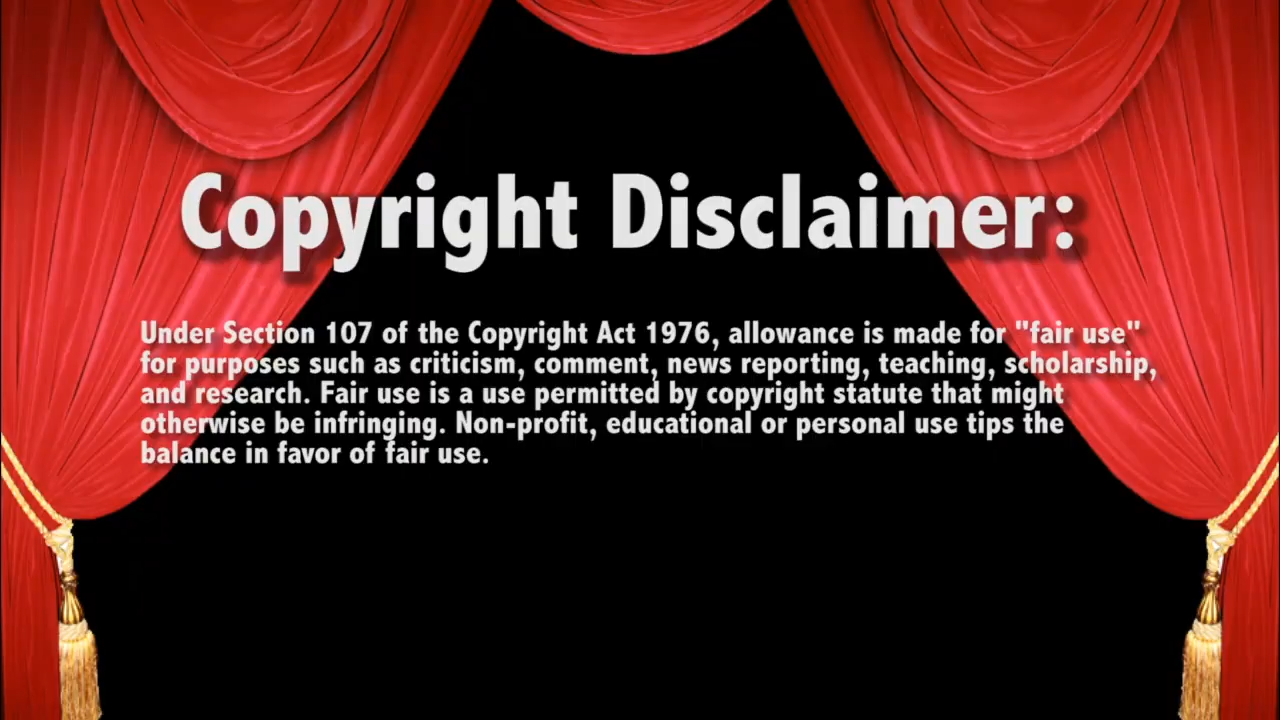 Copyright Disclaimer:
Under Section 107 of the Copyright Act 1976, allowance is made for "fair use"
for purposes such as criticism, comment, news reporting, teaching, scholarship,
and research. Fair use is a use permitted by copyright statute that might
otherwise be infringing. Non-profit, educational or personal use tips the
balance in favor of fair use.